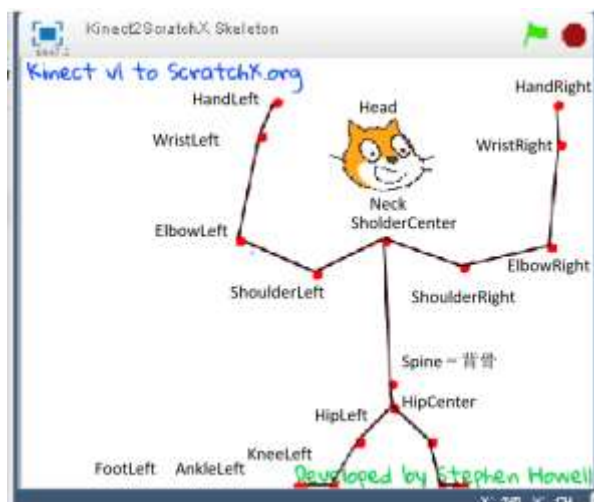 Kinect2ScratchX Skeleton
Kinect v1 to ScratchX.org
HandLeft
Head
HandRight
WristLeft
WristRight
Neck
SholderCenter
ElbowLeft
ElbowRight
ShoulderLeft
ShoulderRight
Spine = 背骨
HipCenter
HipLeft
KneeLeft
FootLeft AnkleLeft
Developed by Stephen Howell